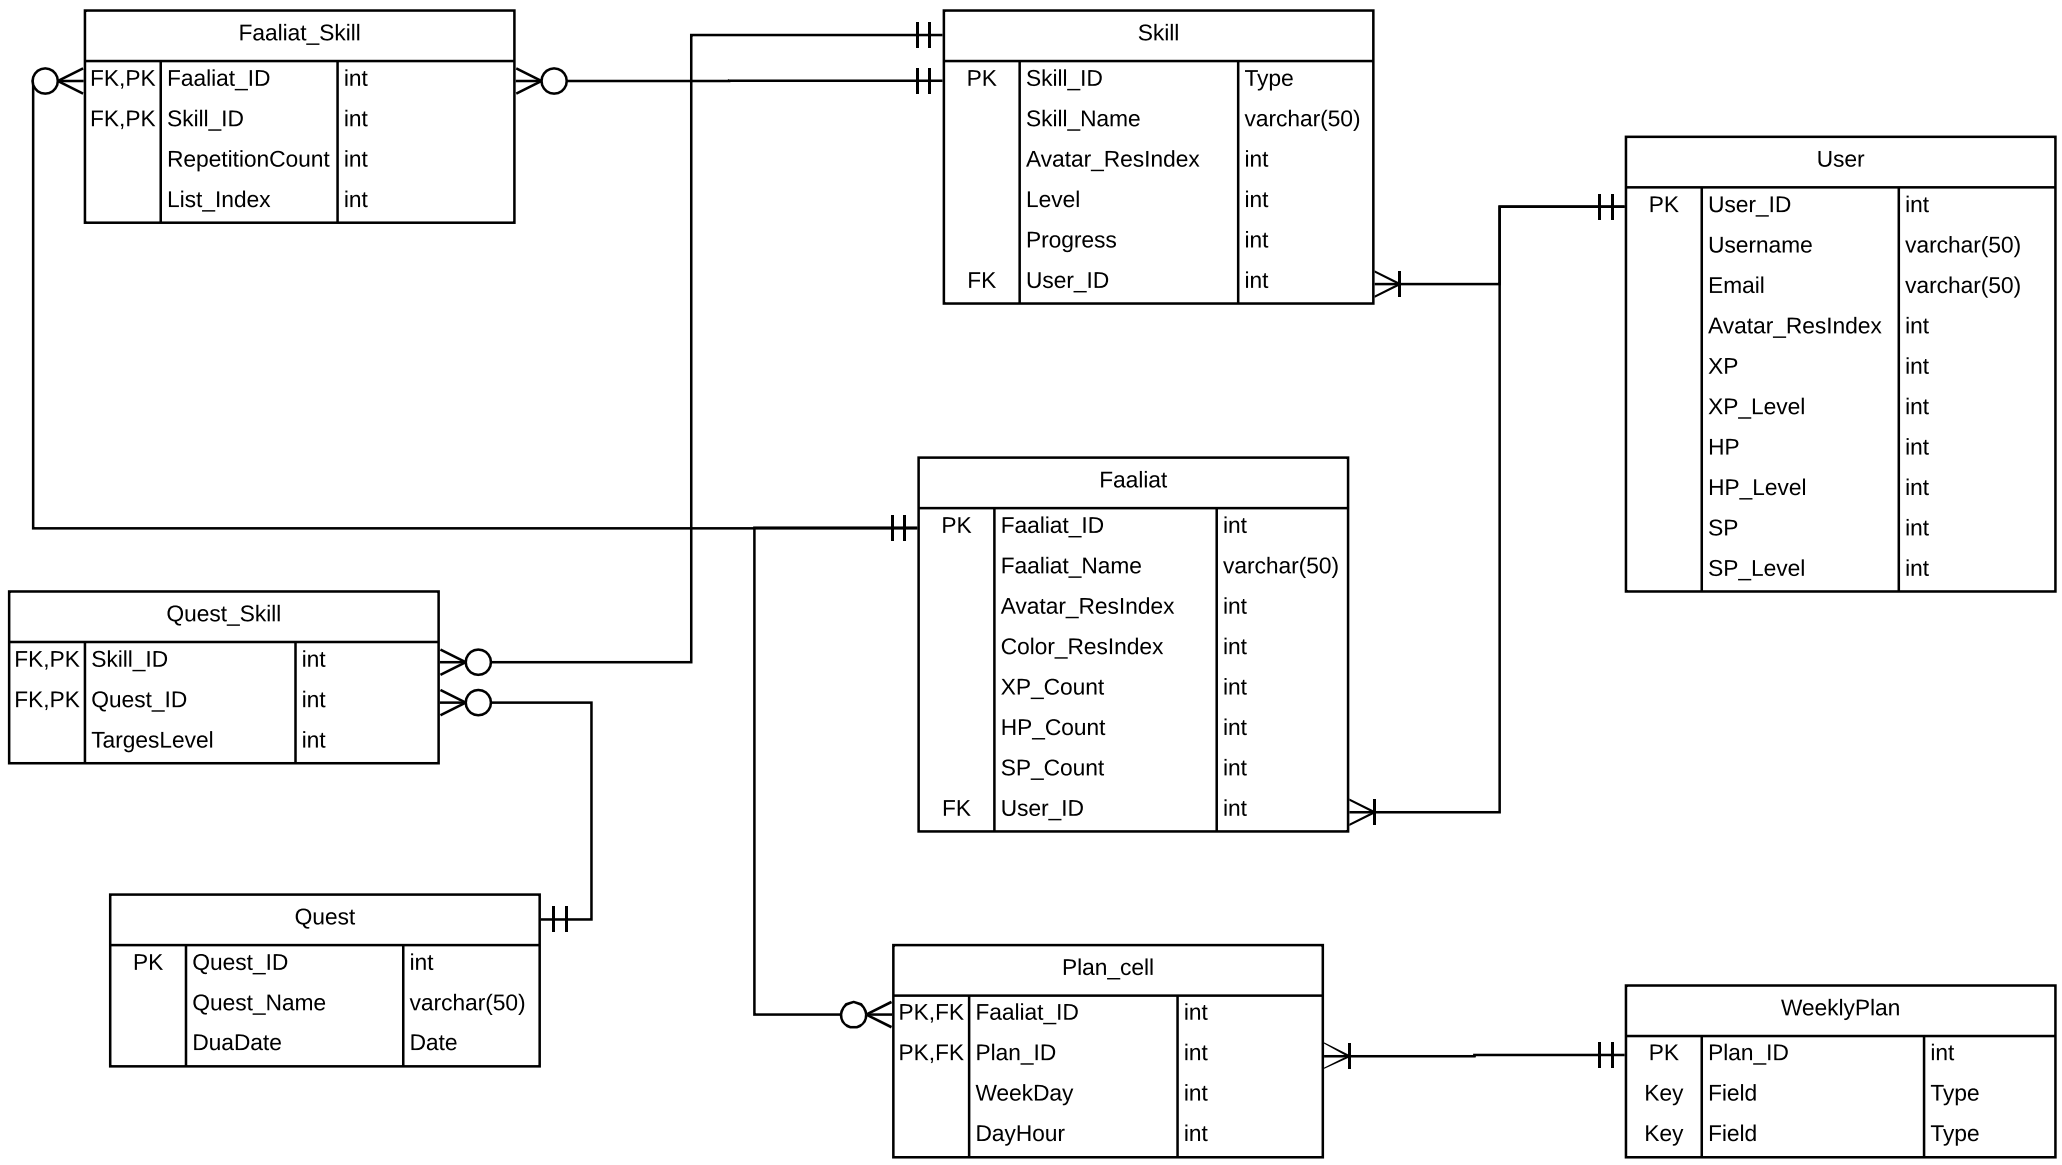 Faaliat_Skill
FK,PK Faaliat_ID int
FK,PK Skill_ID int
RepetitionCount int
List_Index int
Skill
PK Skill_ID Type
Skill_Name varchar(50)
Avatar_ResIndex int
Level int
Progress int
FK User_ID int
User
PK User_ID int
Username varchar(50)
Email varchar(50)
Avatar_ResIndex int
XP int
XP_Level int
HP int
HP_Level int
SP int
SP_Level int
Faaliat
PK Faaliat_ID int
Faaliat_Name varchar(50)
Avatar_ResIndex int
Color_ResIndex int
XP_Count int
HP_Count int
SP_Count int
FK User_ID int
Quest_Skill
FK,PK Skill_ID int
FK,PK Quest_ID int
TargesLevel int
Quest
PK Quest_ID int
Quest_Name varchar(50)
DuaDate Date
Plan_cell
PK,FK Faaliat_ID int
PK,FK Plan_ID int
WeekDay int
DayHour int
WeeklyPlan
PK Plan_ID int
Key Field Type
Key Field Type